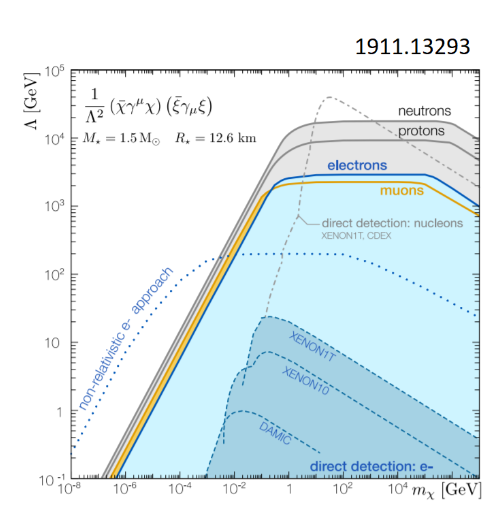 1911.13293
Λ [GeV]
10^5
10^4
10^3
10^2
10
1
10^-1
1/Λ^2 (χ̄γ^μχ) (ξ̄γ_μξ)
M⋆ = 1.5 M⊙ R⋆ = 12.6 km
neutrons
protons
electrons
muons
direct detection: nucleons
XENON1T, CDEX
non-relativistic e- approach
XENON1T
XENON10
DAMIC
direct detection: e-
10^-8 10^-6 10^-4 10^-2 1 10^2 10^4 m_χ [GeV]